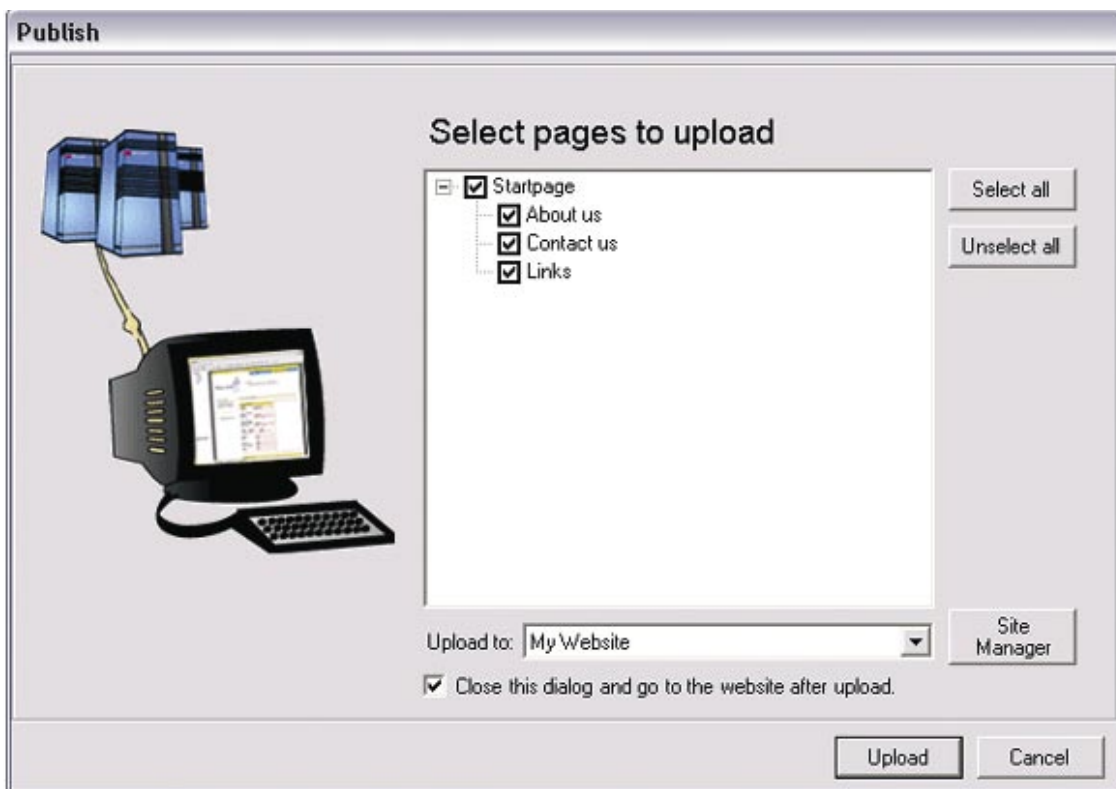 Publish
Select pages to upload
Startpage
About us
Contact us
Links
Select all
Unselect all
Upload to: My Website
Site
Manager
Close this dialog and go to the website after upload.
Upload
Cancel